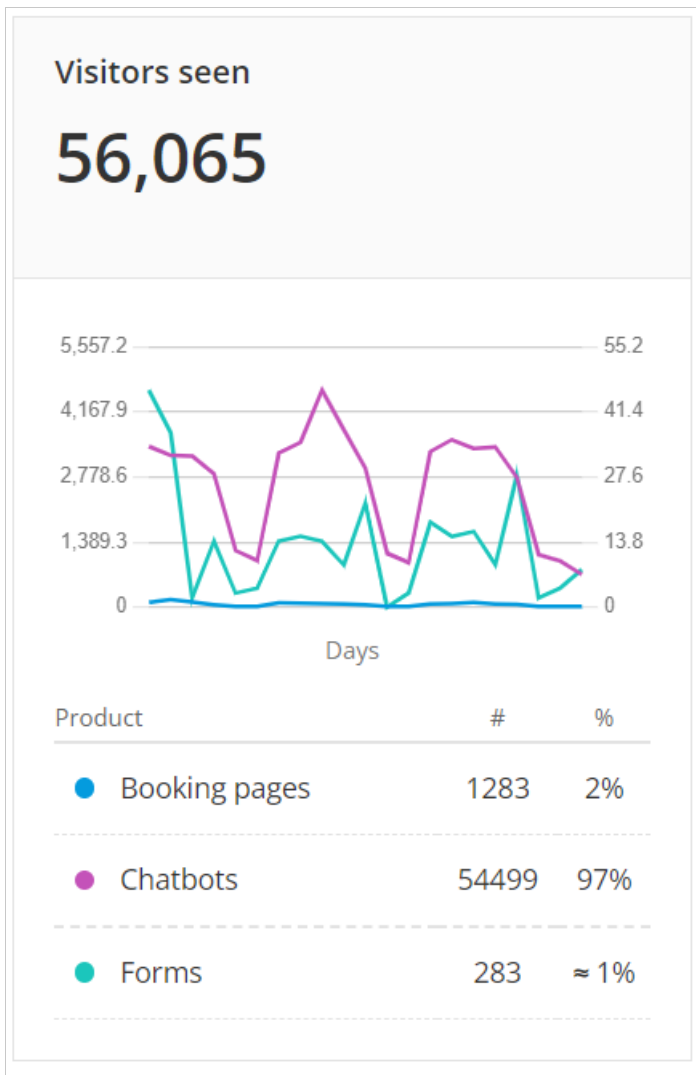 Visitors seen
56,065
5,557.2 55.2
4,167.9 41.4
2,778.6 27.6
1,389.3 13.8
0 0
Days
Product # %
Booking pages 1283 2%
Chatbots 54499 97%
Forms 283 ≈ 1%